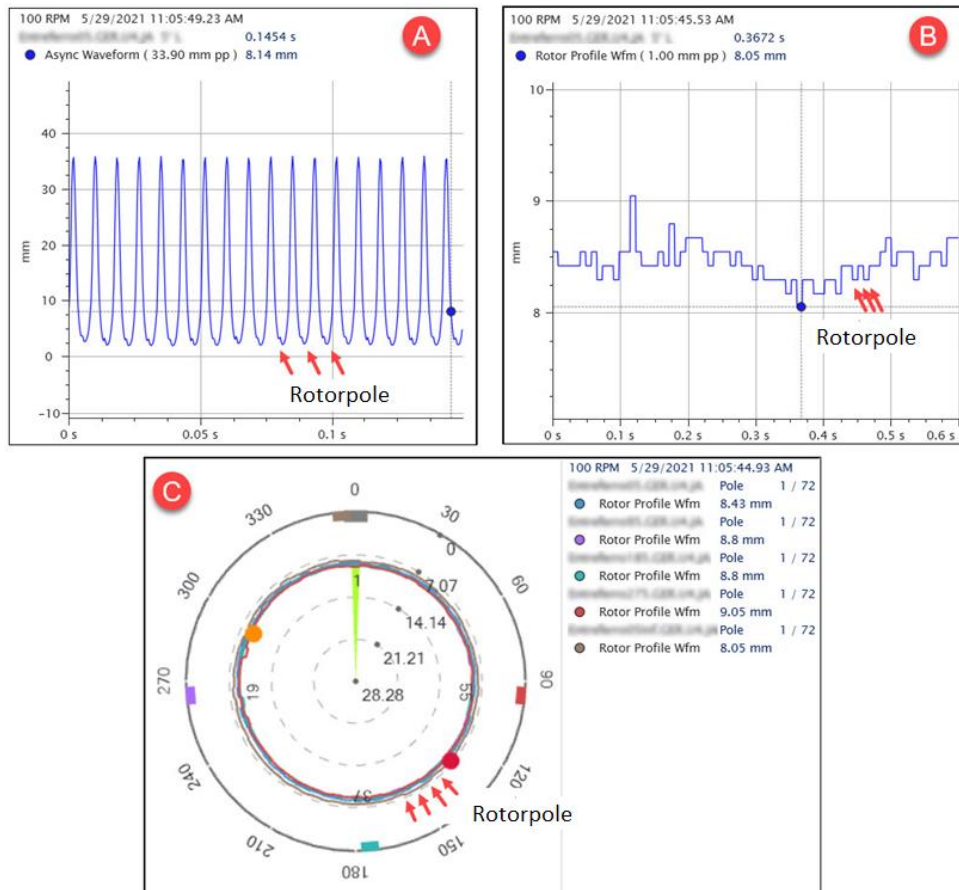 100 RPM 5/29/2021 11:05:49.23 AM
0.1454 s
Async Waveform ( 33.90 mm pp ) 8.14 mm
A
mm
40
30
20
10
0
-10
0 s 0.05 s 0.1 s
Rotorpole
100 RPM 5/29/2021 11:05:45.53 AM
0.3672 s
Rotor Profile Wfm ( 1.00 mm pp ) 8.05 mm
B
mm
10
9
8
0 s 0.1 s 0.2 s 0.3 s 0.4 s 0.5 s 0.6 s
Rotorpole
C
0
30
60
90
120
150
180
210
240
270
300
330
0
7.07
14.14
21.21
28.28
1
19
37
55
Rotorpole
100 RPM 5/29/2021 11:05:44.93 AM
Pole 1 / 72
Rotor Profile Wfm 8.43 mm
Pole 1 / 72
Rotor Profile Wfm 8.8 mm
Pole 1 / 72
Rotor Profile Wfm 8.8 mm
Pole 1 / 72
Rotor Profile Wfm 9.05 mm
Pole 1 / 72
Rotor Profile Wfm 8.05 mm